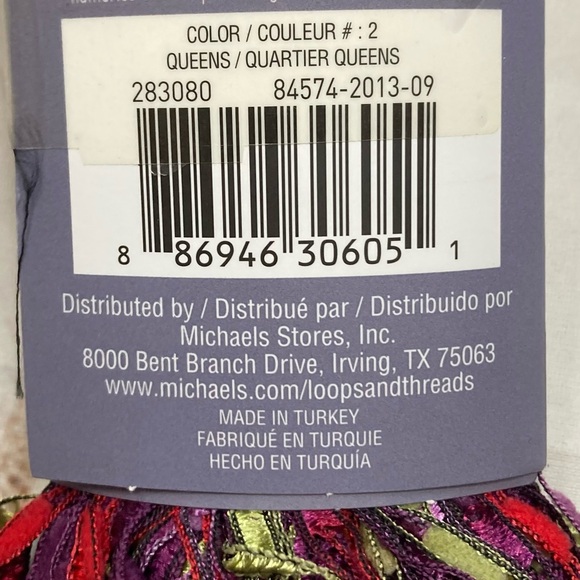 COLOR / COULEUR # : 2
QUEENS / QUARTIER QUEENS
283080 84574-2013-09
8 86946 30605 1
Distributed by / Distribué par / Distribuido por
Michaels Stores, Inc.
8000 Bent Branch Drive, Irving, TX 75063
www.michaels.com/loopsandthreads
MADE IN TURKEY
FABRIQUÉ EN TURQUIE
HECHO EN TURQUÍA